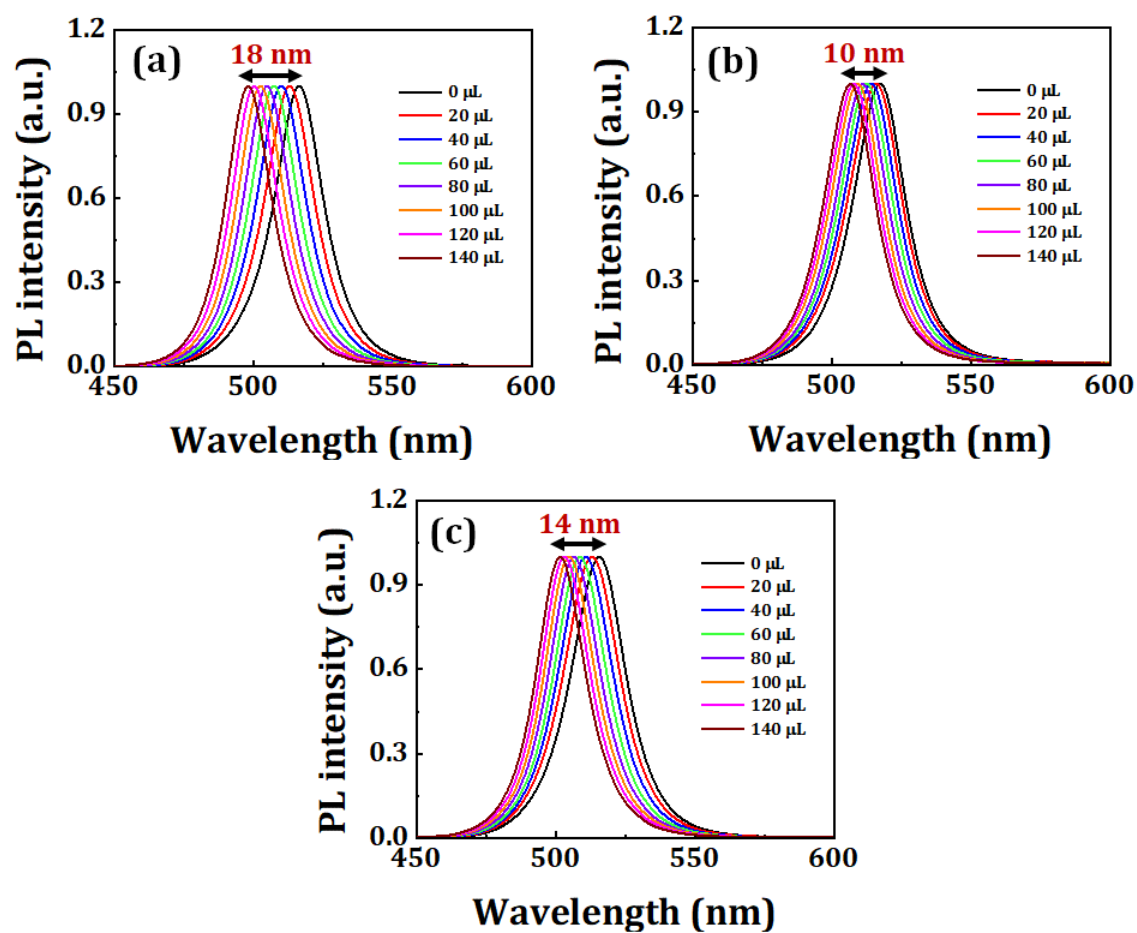 (a)
18 nm
PL intensity (a.u.)
1.2
0.9
0.6
0.3
0.0
0 µL
20 µL
40 µL
60 µL
80 µL
100 µL
120 µL
140 µL
450 500 550 600
Wavelength (nm)
(b)
10 nm
PL intensity (a.u.)
1.2
0.9
0.6
0.3
0.0
0 µL
20 µL
40 µL
60 µL
80 µL
100 µL
120 µL
140 µL
450 500 550 600
Wavelength (nm)
(c)
14 nm
PL intensity (a.u.)
1.2
0.9
0.6
0.3
0.0
0 µL
20 µL
40 µL
60 µL
80 µL
100 µL
120 µL
140 µL
450 500 550 600
Wavelength (nm)